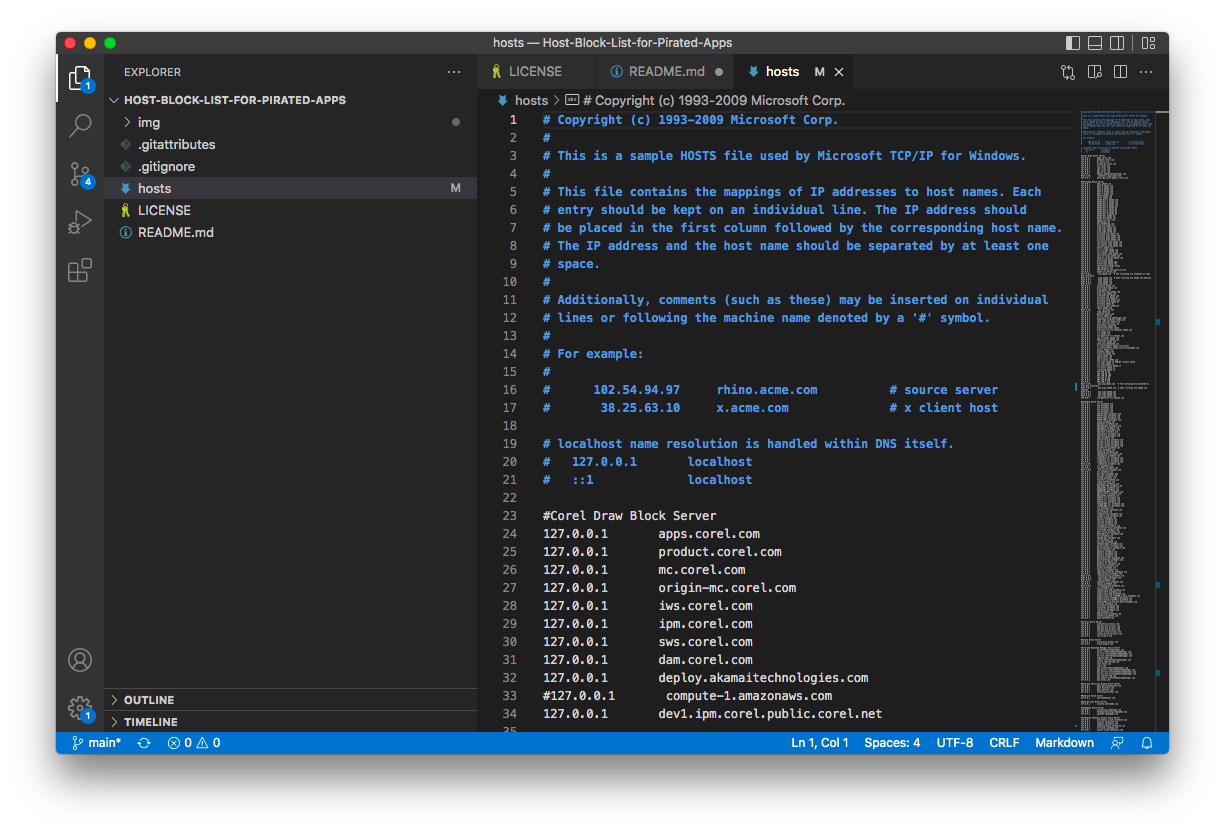 hosts — Host-Block-List-for-Pirated-Apps
EXPLORER
LICENSE
README.md
hosts M
HOST-BLOCK-LIST-FOR-PIRATED-APPS
img
.gitattributes
.gitignore
hosts M
LICENSE
README.md
OUTLINE
TIMELINE
1
4
1
hosts > # Copyright (c) 1993-2009 Microsoft Corp.
1 # Copyright (c) 1993-2009 Microsoft Corp.
2 #
3 # This is a sample HOSTS file used by Microsoft TCP/IP for Windows.
4 #
5 # This file contains the mappings of IP addresses to host names. Each
6 # entry should be kept on an individual line. The IP address should
7 # be placed in the first column followed by the corresponding host name.
8 # The IP address and the host name should be separated by at least one
9 # space.
10 #
11 # Additionally, comments (such as these) may be inserted on individual
12 # lines or following the machine name denoted by a '#' symbol.
13 #
14 # For example:
15 #
16 # 102.54.94.97 rhino.acme.com # source server
17 # 38.25.63.10 x.acme.com # x client host
18
19 # localhost name resolution is handled within DNS itself.
20 # 127.0.0.1 localhost
21 # ::1 localhost
22
23 #Corel Draw Block Server
24 127.0.0.1 apps.corel.com
25 127.0.0.1 product.corel.com
26 127.0.0.1 mc.corel.com
27 127.0.0.1 origin-mc.corel.com
28 127.0.0.1 iws.corel.com
29 127.0.0.1 ipm.corel.com
30 127.0.0.1 sws.corel.com
31 127.0.0.1 dam.corel.com
32 127.0.0.1 deploy.akamaitechnologies.com
33 #127.0.0.1 compute-1.amazonaws.com
34 127.0.0.1 dev1.ipm.corel.public.corel.net
35
main* 0 0 Ln 1, Col 1 Spaces: 4 UTF-8 CRLF Markdown